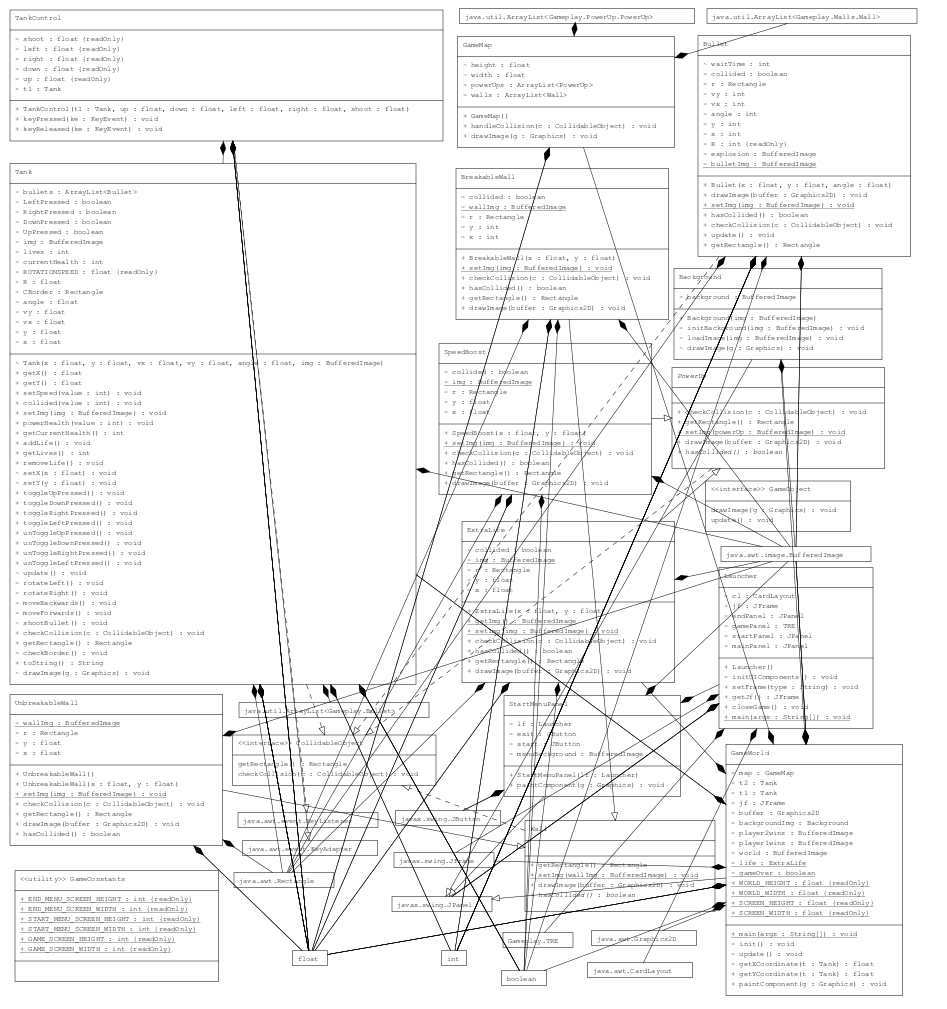 TankControl
- shoot : float {readOnly}
- left : float {readOnly}
- right : float {readOnly}
- down : float {readOnly}
- up : float {readOnly}
- t1 : Tank
+ TankControl(t1 : Tank, up : float, down : float, left : float, right : float, shoot : float)
+ keyPressed(ke : KeyEvent) : void
+ keyReleased(ke : KeyEvent) : void
java.util.ArrayList<Gameplay.PowerUp.PowerUp>
java.util.ArrayList<Gameplay.Walls.Wall>
GameMap
~ height : float
~ width : float
- powerUps : ArrayList<PowerUp>
- walls : ArrayList<Wall>
+ GameMap()
+ handleCollision(c : CollidableObject) : void
+ drawImage(g : Graphics) : void
Bullet
~ waitTime : int
- collided : boolean
- r : Rectangle
- vy : int
- vx : int
- angle : int
- y : int
- x : int
- R : int {readOnly}
- explosion : BufferedImage
- bulletImg : BufferedImage
+ Bullet(x : float, y : float, angle : float)
+ drawImage(buffer : Graphics2D) : void
+ setImg(img : BufferedImage) : void
+ hasCollided() : boolean
+ checkCollision(c : CollidableObject) : void
+ update() : void
+ getRectangle() : Rectangle
Tank
- bullets : ArrayList<Bullet>
- LeftPressed : boolean
- RightPressed : boolean
- DownPressed : boolean
- UpPressed : boolean
- img : BufferedImage
- lives : int
- currentHealth : int
- ROTATIONSPEED : float {readOnly}
- R : float
- CBorder : Rectangle
- angle : float
- vy : float
- vx : float
- y : float
- x : float
~ Tank(x : float, y : float, vx : float, vy : float, angle : float, img : BufferedImage)
+ getX() : float
+ getY() : float
+ setSpeed(value : int) : void
+ collided(value : int) : void
+ setImg(img : BufferedImage) : void
+ powerHealth(value : int) : void
+ getCurrentHealth() : int
+ addLife() : void
+ getLives() : int
+ removeLife() : void
~ setX(x : float) : void
~ setY(y : float) : void
+ toggleUpPressed() : void
+ toggleDownPressed() : void
+ toggleRightPressed() : void
+ toggleLeftPressed() : void
+ unToggleUpPressed() : void
+ unToggleDownPressed() : void
+ unToggleRightPressed() : void
+ unToggleLeftPressed() : void
~ update() : void
- rotateLeft() : void
- rotateRight() : void
- moveBackwards() : void
- moveForwards() : void
- shootBullet() : void
+ checkCollision(c : CollidableObject) : void
+ getRectangle() : Rectangle
- checkBorder() : void
+ toString() : String
~ drawImage(g : Graphics) : void
BreakableWall
- collided : boolean
- wallImg : BufferedImage
- r : Rectangle
- y : int
- x : int
+ BreakableWall(x : float, y : float)
+ setImg(img : BufferedImage) : void
+ checkCollision(c : CollidableObject) : void
+ hasCollided() : boolean
+ getRectangle() : Rectangle
+ drawImage(buffer : Graphics2D) : void
Background
- background : BufferedImage
+ Background(img : BufferedImage)
- initBackground(img : BufferedImage) : void
- loadImage(img : BufferedImage) : void
- drawImage(g : Graphics) : void
SpeedBoost
- collided : boolean
- img : BufferedImage
- r : Rectangle
- y : float
- x : float
+ SpeedBoost(x : float, y : float)
+ setImg(img : BufferedImage) : void
+ checkCollision(c : CollidableObject) : void
+ hasCollided() : boolean
+ getRectangle() : Rectangle
+ drawImage(buffer : Graphics2D) : void
PowerUp
+ checkCollision(c : CollidableObject) : void
+ getRectangle() : Rectangle
+ setImg(powerUp : BufferedImage) : void
+ drawImage(buffer : Graphics2D) : void
+ hasCollided() : boolean
<<interface>> GameObject
drawImage(g : Graphics) : void
update() : void
java.awt.image.BufferedImage
ExtraLife
- collided : boolean
- img : BufferedImage
- r : Rectangle
- y : float
- x : float
+ ExtraLife(x : float, y : float)
+ getImg() : BufferedImage
+ setImg(img : BufferedImage) : void
+ checkCollision(c : CollidableObject) : void
+ hasCollided() : boolean
+ getRectangle() : Rectangle
+ drawImage(buffer : Graphics2D) : void
Launcher
- cl : CardLayout
- jf : JFrame
- endPanel : JPanel
- gamePanel : TRE
- startPanel : JPanel
- mainPanel : JPanel
+ Launcher()
- initUIComponents() : void
+ setFrame(type : String) : void
+ getJf() : JFrame
+ closeGame() : void
+ main(args : String[]) : void
UnbreakableWall
- wallImg : BufferedImage
- r : Rectangle
- y : float
- x : float
+ UnbreakableWall()
+ UnbreakableWall(x : float, y : float)
+ setImg(img : BufferedImage) : void
+ checkCollision(c : CollidableObject) : void
+ getRectangle() : Rectangle
+ drawImage(buffer : Graphics2D) : void
+ hasCollided() : boolean
java.util.ArrayList<Gameplay.Bullet>
<<interface>> CollidableObject
getRectangle() : Rectangle
checkCollision(c : CollidableObject) : void
StartMenuPanel
- lf : Launcher
- exit : JButton
- start : JButton
- menuBackground : BufferedImage
+ StartMenuPanel(lf : Launcher)
+ paintComponent(g : Graphics) : void
GameWorld
~ map : GameMap
- t2 : Tank
- t1 : Tank
- jf : JFrame
- buffer : Graphics2D
- backgroundImg : Background
- player2wins : BufferedImage
- player1wins : BufferedImage
- world : BufferedImage
- life : ExtraLife
~ gameOver : boolean
+ WORLD_HEIGHT : float {readOnly}
+ WORLD_WIDTH : float {readOnly}
+ SCREEN_HEIGHT : float {readOnly}
+ SCREEN_WIDTH : float {readOnly}
+ main(args : String[]) : void
- init() : void
- update() : void
- getXCoordinate(t : Tank) : float
- getYCoordinate(t : Tank) : float
+ paintComponent(g : Graphics) : void
java.awt.event.KeyListener
java.awt.event.KeyAdapter
java.awt.Rectangle
javax.swing.JButton
javax.swing.JFrame
javax.swing.JPanel
Wall
+ getRectangle() : Rectangle
+ setImg(wallImg : BufferedImage) : void
+ drawImage(buffer : Graphics2D) : void
+ hasCollided() : boolean
<<utility>> GameConstants
+ END_MENU_SCREEN_HEIGHT : int {readOnly}
+ END_MENU_SCREEN_WIDTH : int {readOnly}
+ START_MENU_SCREEN_HEIGHT : int {readOnly}
+ START_MENU_SCREEN_WIDTH : int {readOnly}
+ GAME_SCREEN_HEIGHT : int {readOnly}
+ GAME_SCREEN_WIDTH : int {readOnly}
float
int
boolean
Gameplay.TRE
java.awt.Graphics2D
java.awt.CardLayout